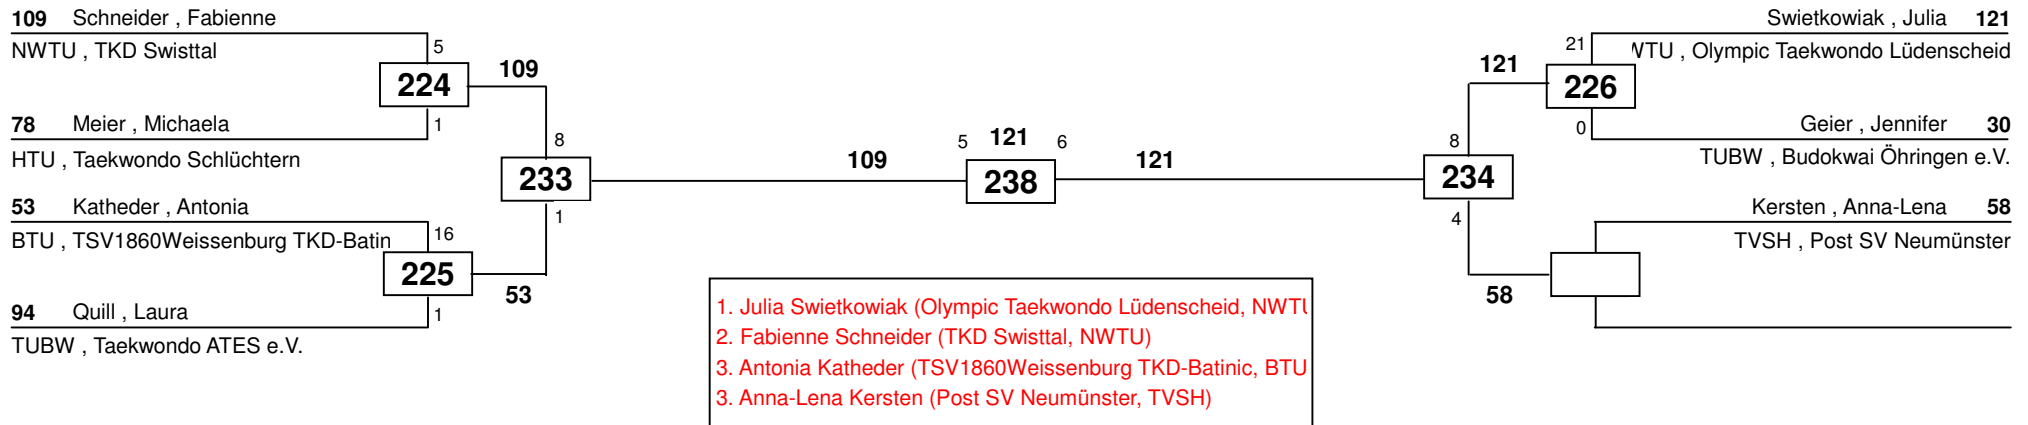 109 Schneider , Fabienne
NWTU , TKD Swisttal
5
224
109
1
78 Meier , Michaela
HTU , Taekwondo Schlüchtern
8
233
1
53 Katheder , Antonia
BTU , TSV1860Weissenburg TKD-Batin
16
225
53
1
94 Quill , Laura
TUBW , Taekwondo ATES e.V.
109
5 121 6
238
121
Swietkowiak , Julia 121
WTU , Olympic Taekwondo Lüdenscheid
21
121
226
0
Geier , Jennifer 30
TUBW , Budokwai Öhringen e.V.
8
234
4
Kersten , Anna-Lena 58
TVSH , Post SV Neumünster
58
1. Julia Swietkowiak (Olympic Taekwondo Lüdenscheid, NWTU
2. Fabienne Schneider (TKD Swisttal, NWTU)
3. Antonia Katheder (TSV1860Weissenburg TKD-Batinic, BTU
3. Anna-Lena Kersten (Post SV Neumünster, TVSH)